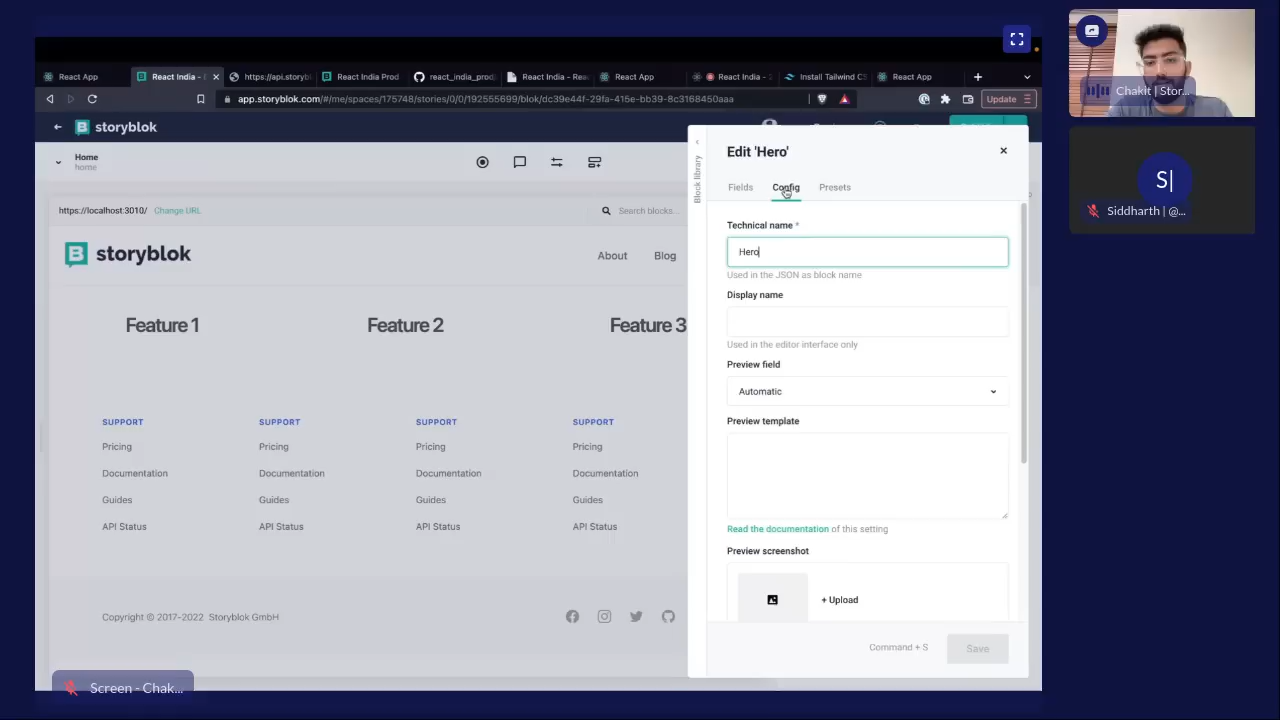 React App
React India -
https://api.storybl
React India Prod
react_india_prod
React India - Rea
React App
React India -
Install Tailwind CS
React App
app.storyblok.com/#/me/spaces/175748/stories/0/0/192555699/blok/dc39e44f-29fa-415e-bb39-8c3168450aaa
Update
Chakit | Stor...
storyblok
Home
home
https://localhost:3010/ Change URL
Search blocks...
storyblok
About
Blog
Feature 1
Feature 2
Feature 3
SUPPORT
SUPPORT
SUPPORT
SUPPORT
Pricing
Pricing
Pricing
Pricing
Documentation
Documentation
Documentation
Documentation
Guides
Guides
Guides
Guides
API Status
API Status
API Status
API Status
Copyright © 2017-2022 Storyblok GmbH
Block library
Edit 'Hero'
Fields
Config
Presets
Technical name *
Hero
Used in the JSON as block name
Display name
Used in the editor interface only
Preview field
Automatic
Preview template
Read the documentation of this setting
Preview screenshot
+ Upload
Command + S
Save
S|
Siddharth | @...
Screen - Chak...